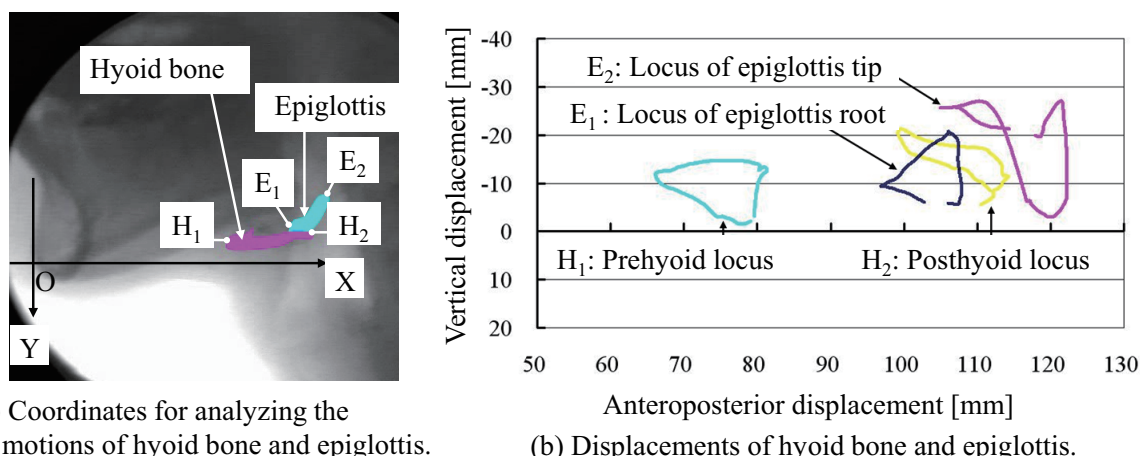 Hyoid bone
Epiglottis
E1
E2
H1
H2
O
X
Y
Coordinates for analyzing the
motions of hyoid bone and epiglottis.
Vertical displacement [mm]
-40
-30
-20
-10
0
10
20
50 60 70 80 90 100 110 120 130
E2: Locus of epiglottis tip
E1 : Locus of epiglottis root
H1: Prehyoid locus
H2: Posthyoid locus
Anteroposterior displacement [mm]
(b) Displacements of hyoid bone and epiglottis.